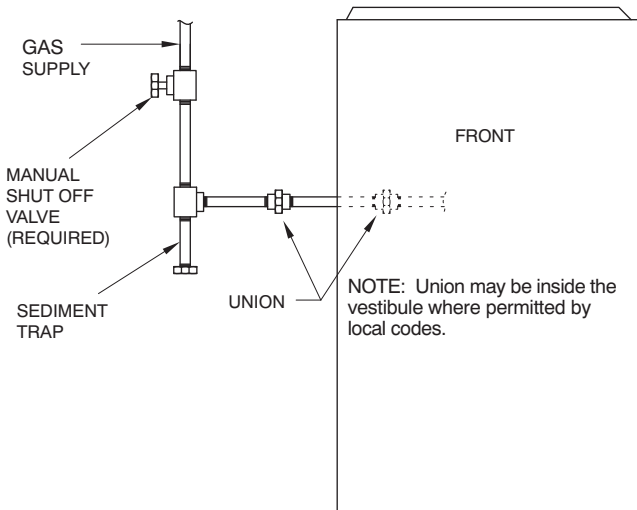 GAS
SUPPLY
MANUAL
SHUT OFF
VALVE
(REQUIRED)
SEDIMENT
TRAP
UNION
FRONT
NOTE: Union may be inside the
vestibule where permitted by
local codes.